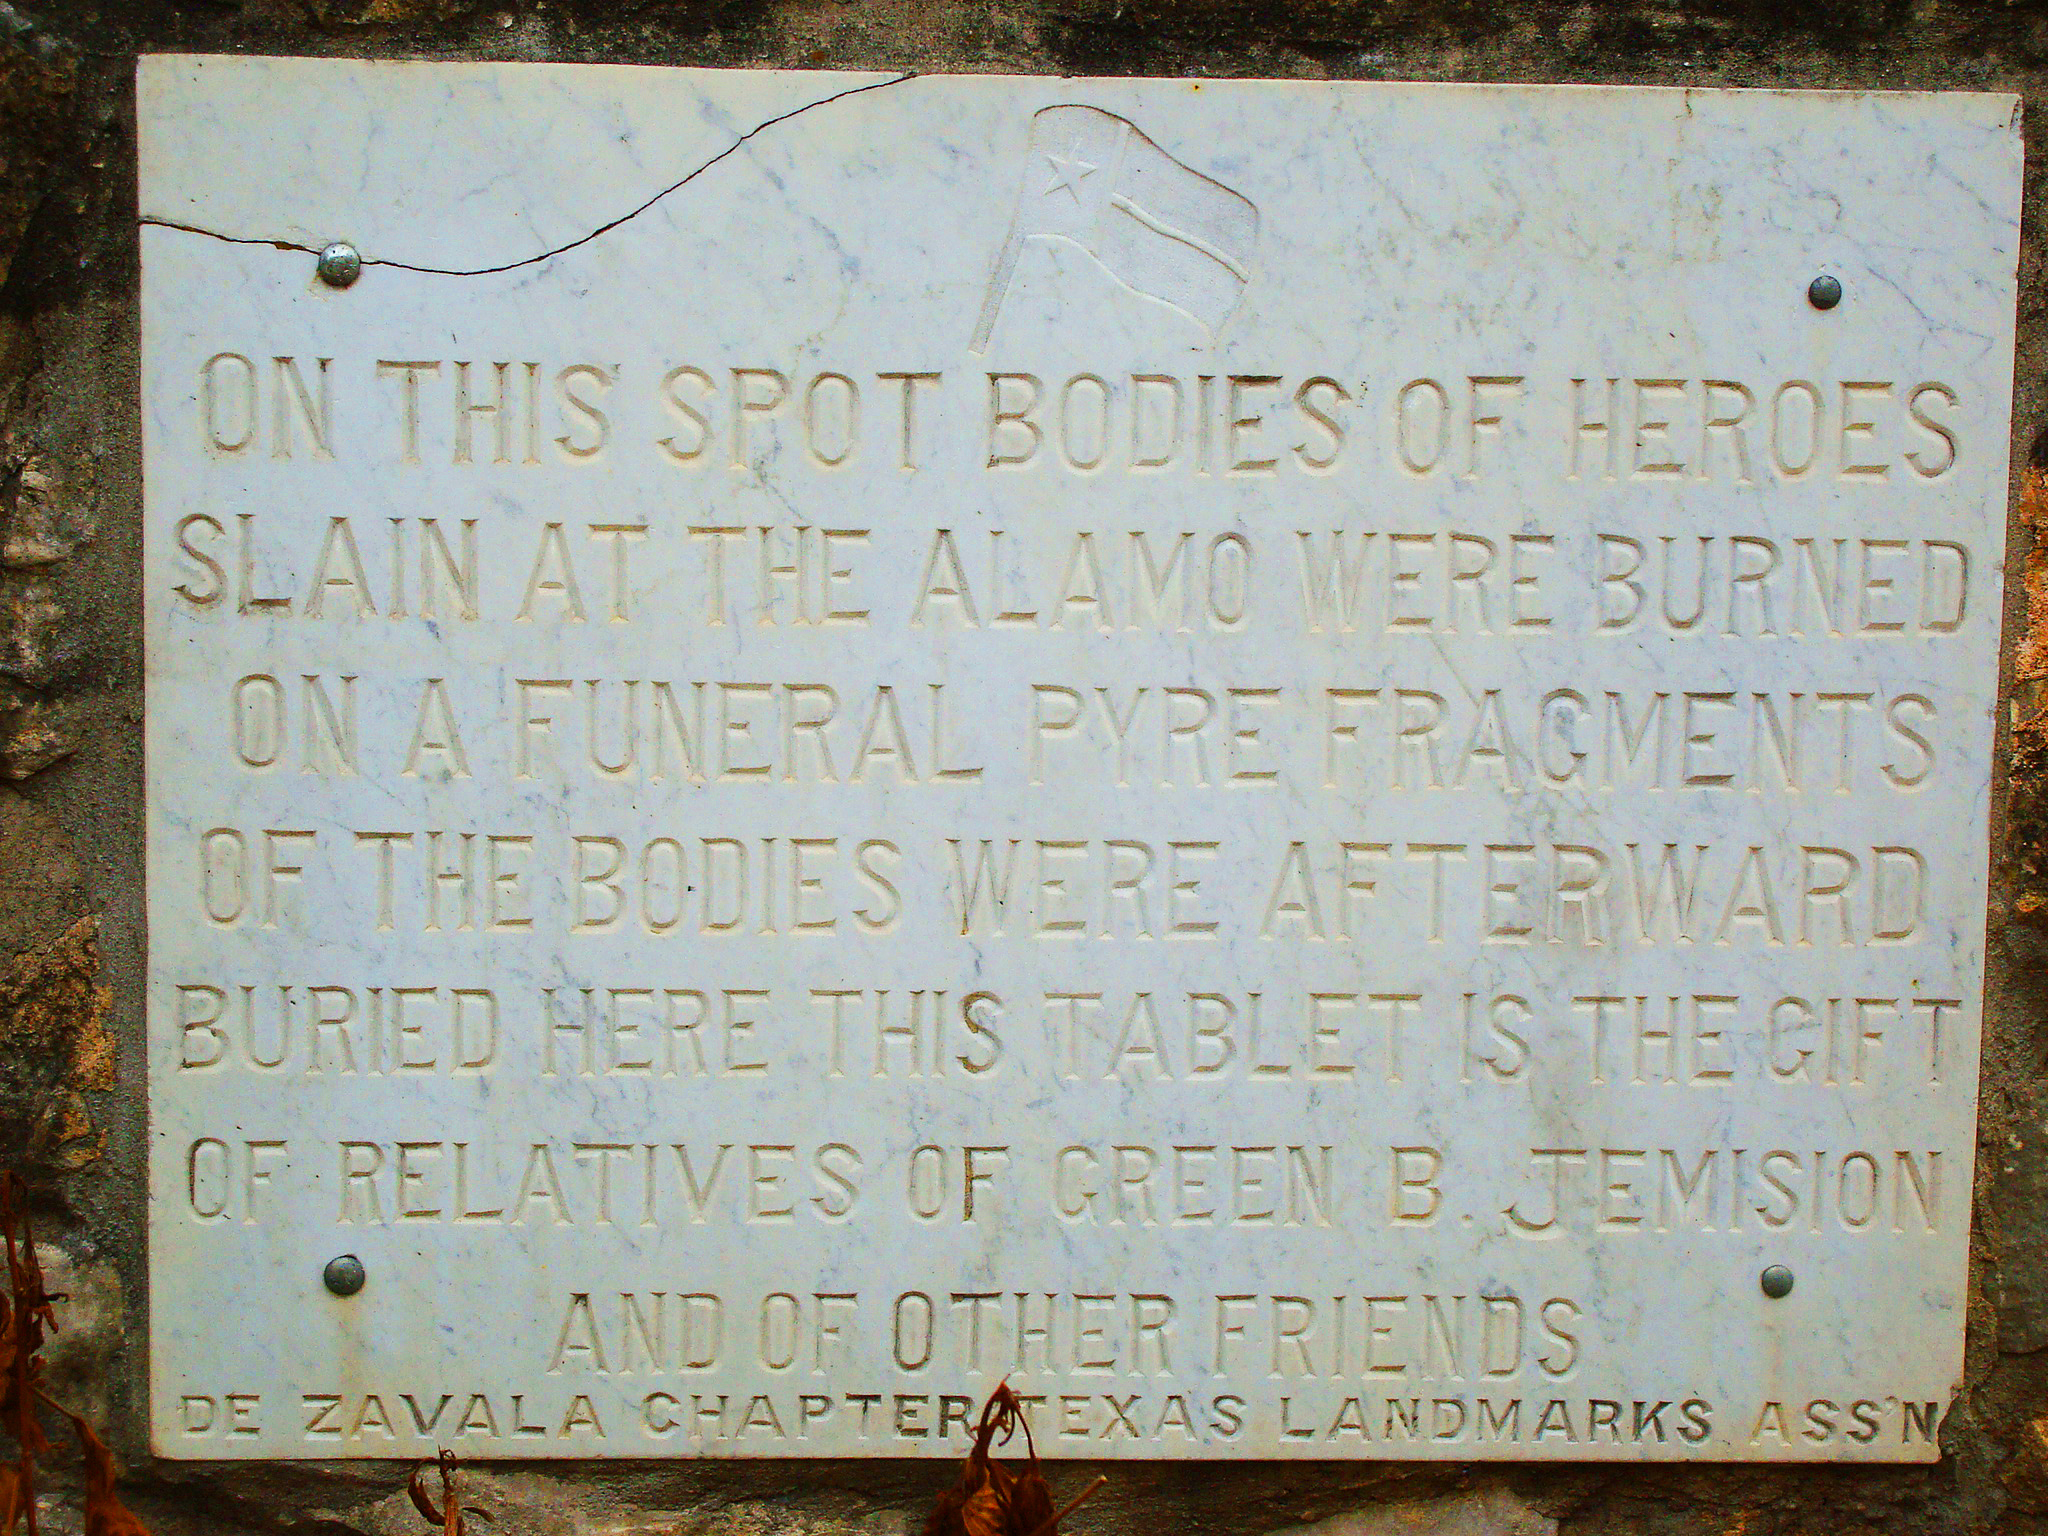 ON THIS SPOT BODIES OF HEROES
SLAIN AT THE ALAMO WERE BURNED
ON A FUNERAL PYRE FRAGMENTS
OF THE BODIES WERE AFTERWARD
BURIED HERE THIS TABLET IS THE GIFT
OF RELATIVES OF GREEN B. JEMISION
AND OF OTHER FRIENDS
DE ZAVALA CHAPTER TEXAS LANDMARKS ASS'N